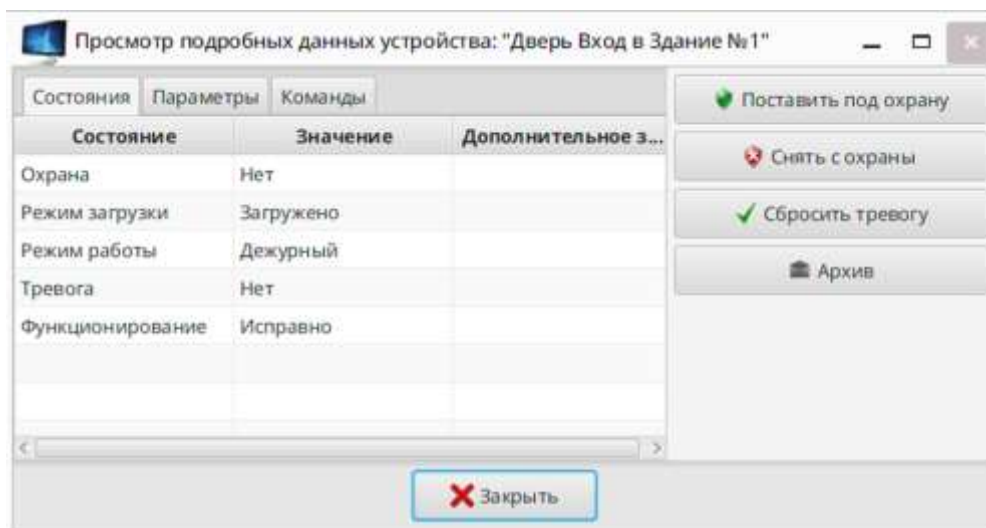 Просмотр подробных данных устройства: "Дверь Вход в Здание №1"
Состояния Параметры Команды
Состояние Значение Дополнительное з...
Охрана Нет
Режим загрузки Загружено
Режим работы Дежурный
Тревога Нет
Функционирование Исправно
Поставить под охрану
Снять с охраны
Сбросить тревогу
Архив
Закрыть